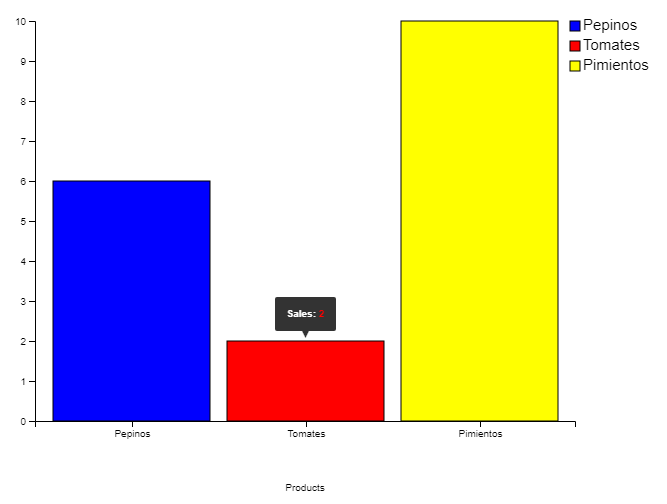 10
9
8
7
6
5
4
3
2
1
0
Pepinos
Tomates
Pimientos
Sales: 2
Pepinos
Tomates
Pimientos
Products